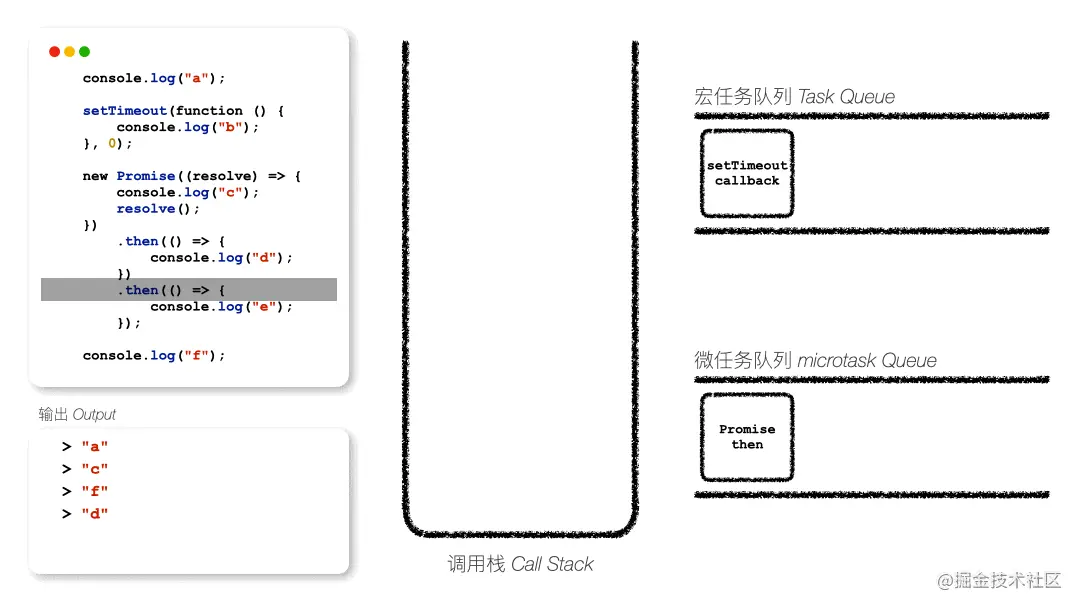 console.log("a");
setTimeout(function () {
console.log("b");
}, 0);
new Promise((resolve) => {
console.log("c");
resolve();
})
.then(() => {
console.log("d");
})
.then(() => {
console.log("e");
});
console.log("f");
输出 Output
> "a"
> "c"
> "f"
> "d"
调用栈 Call Stack
宏任务队列 Task Queue
setTimeout
callback
微任务队列 microtask Queue
Promise
then
@掘金技术社区